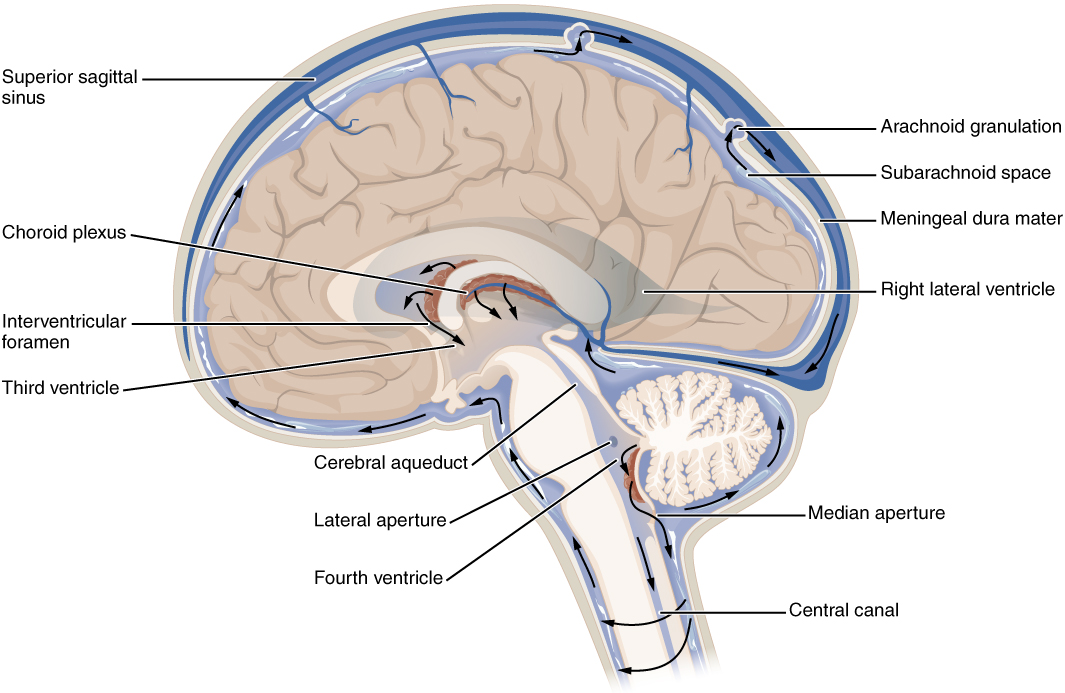 Superior sagittal
sinus
Choroid plexus
Interventricular
foramen
Third ventricle
Cerebral aqueduct
Lateral aperture
Fourth ventricle
Arachnoid granulation
Subarachnoid space
Meningeal dura mater
Right lateral ventricle
Median aperture
Central canal